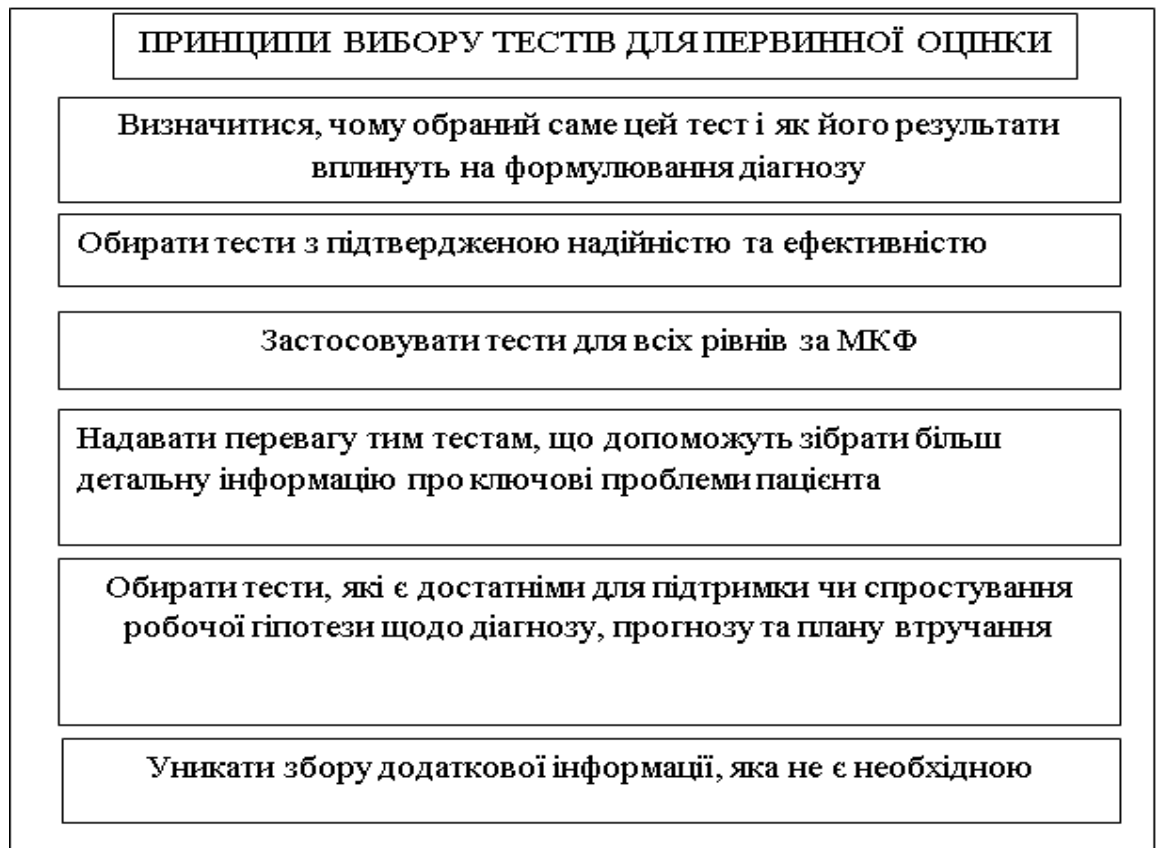 ПРИНЦИПИ ВИБОРУ ТЕСТІВ ДЛЯ ПЕРВИННОЇ ОЦІНКИ
Визначитися, чому обраний саме цей тест і як його результати
вплинуть на формулювання діагнозу
Обирати тести з підтвердженою надійністю та ефективністю
Застосовувати тести для всіх рівнів за МКФ
Надавати перевагу тим тестам, що допоможуть зібрати більш
детальну інформацію про ключові проблеми пацієнта
Обирати тести, які є достатніми для підтримки чи спростування
робочої гіпотези щодо діагнозу, прогнозу та плану втручання
Уникати збору додаткової інформації, яка не є необхідною